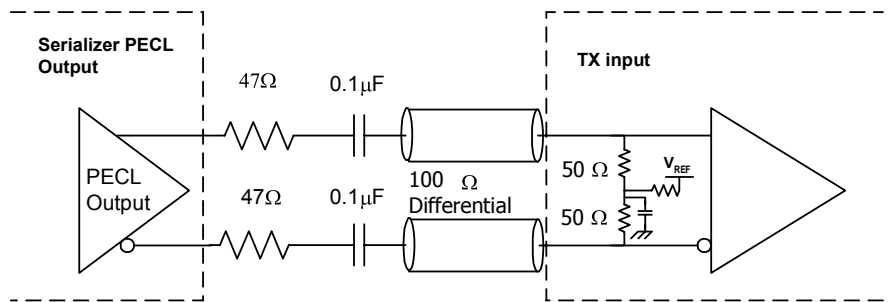 Serializer PECL
Output
TX input
47Ω
0.1μF
PECL
Output
100 Ω
Differential
50 Ω
VREF
50 Ω
47Ω
0.1μF